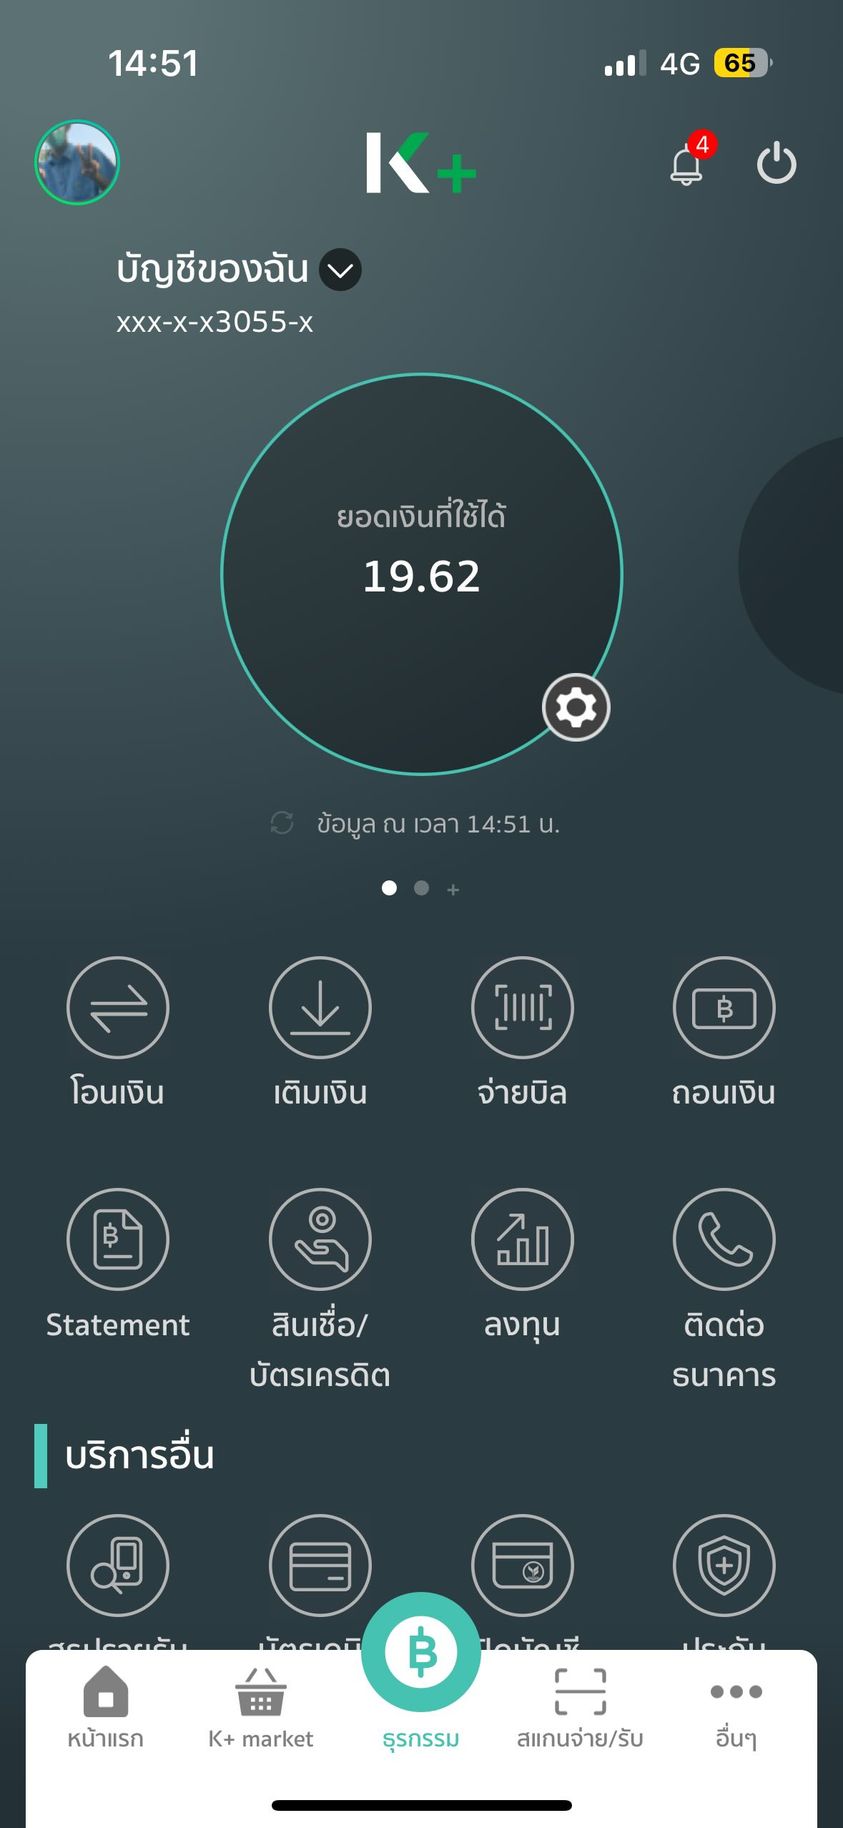 14:51
4G 65
K+
4
บัญชีของฉัน
xxx-x-x3055-x
ยอดเงินที่ใช้ได้
19.62
ข้อมูล ณ เวลา 14:51 น.
โอนเงิน เติมเงิน จ่ายบิล ถอนเงิน
Statement สินเชื่อ/ ลงทุน ติดต่อ
บัตรเครดิต ธนาคาร
บริการอื่น
ประกัน
หน้าแรก K+ market ธุรกรรม สแกนจ่าย/รับ อื่นๆ